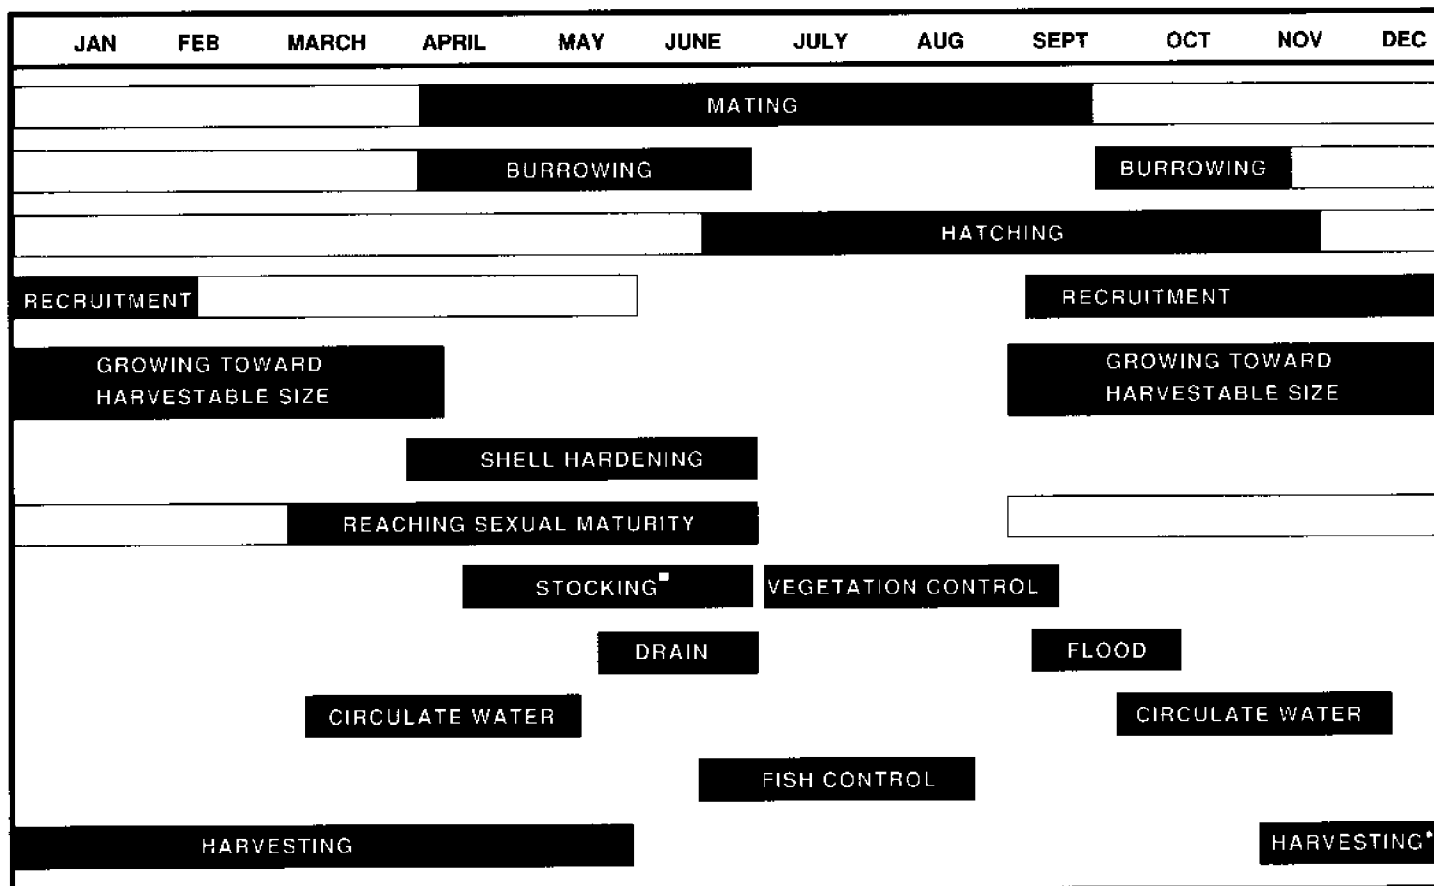 JAN FEB MARCH APRIL MAY JUNE JULY AUG SEPT OCT NOV DEC
MATING
BURROWING BURROWING
HATCHING
RECRUITMENT RECRUITMENT
GROWING TOWARD GROWING TOWARD
HARVESTABLE SIZE HARVESTABLE SIZE
SHELL HARDENING
REACHING SEXUAL MATURITY
STOCKING■ VEGETATION CONTROL
DRAIN FLOOD
CIRCULATE WATER CIRCULATE WATER
FISH CONTROL
HARVESTING HARVESTING*